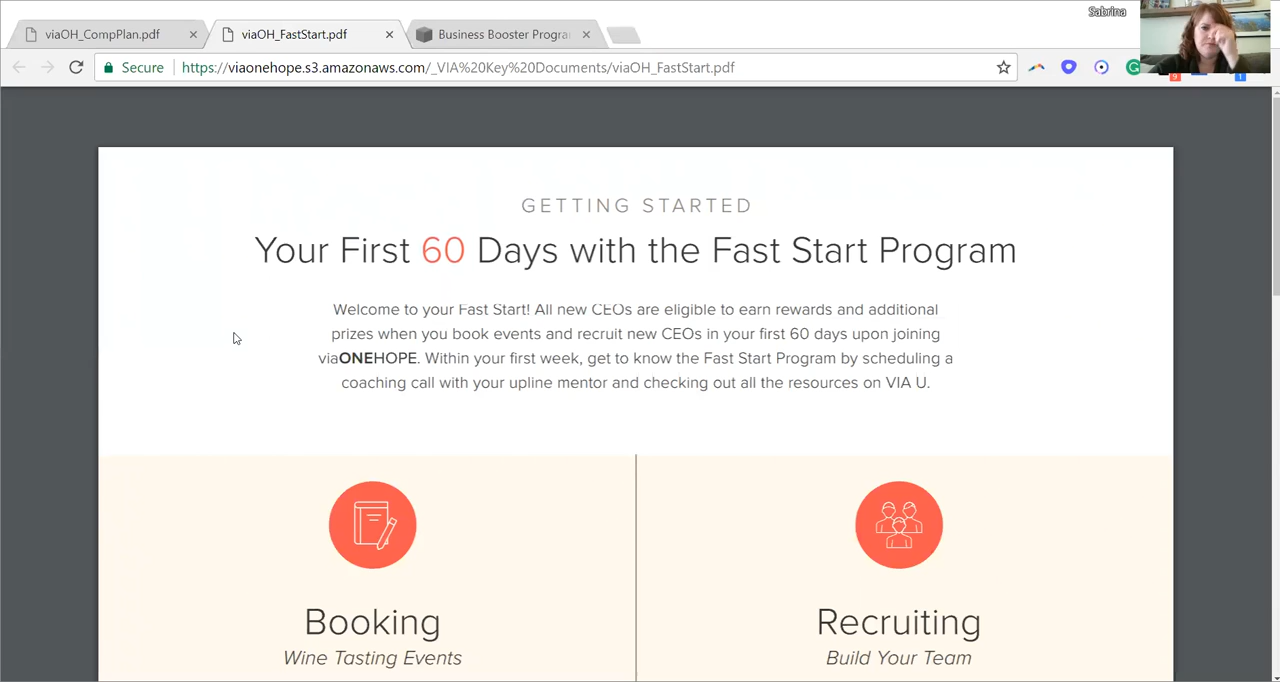 Sabrina
viaOH_CompPlan.pdf
viaOH_FastStart.pdf
Business Booster Progra
Secure
https://viaonehope.s3.amazonaws.com/_VIA%20Key%20Documents/viaOH_FastStart.pdf
GETTING STARTED
Your First 60 Days with the Fast Start Program
Welcome to your Fast Start! All new CEOs are eligible to earn rewards and additional
prizes when you book events and recruit new CEOs in your first 60 days upon joining
viaONEHOPE. Within your first week, get to know the Fast Start Program by scheduling a
coaching call with your upline mentor and checking out all the resources on VIA U.
Booking
Wine Tasting Events
Recruiting
Build Your Team